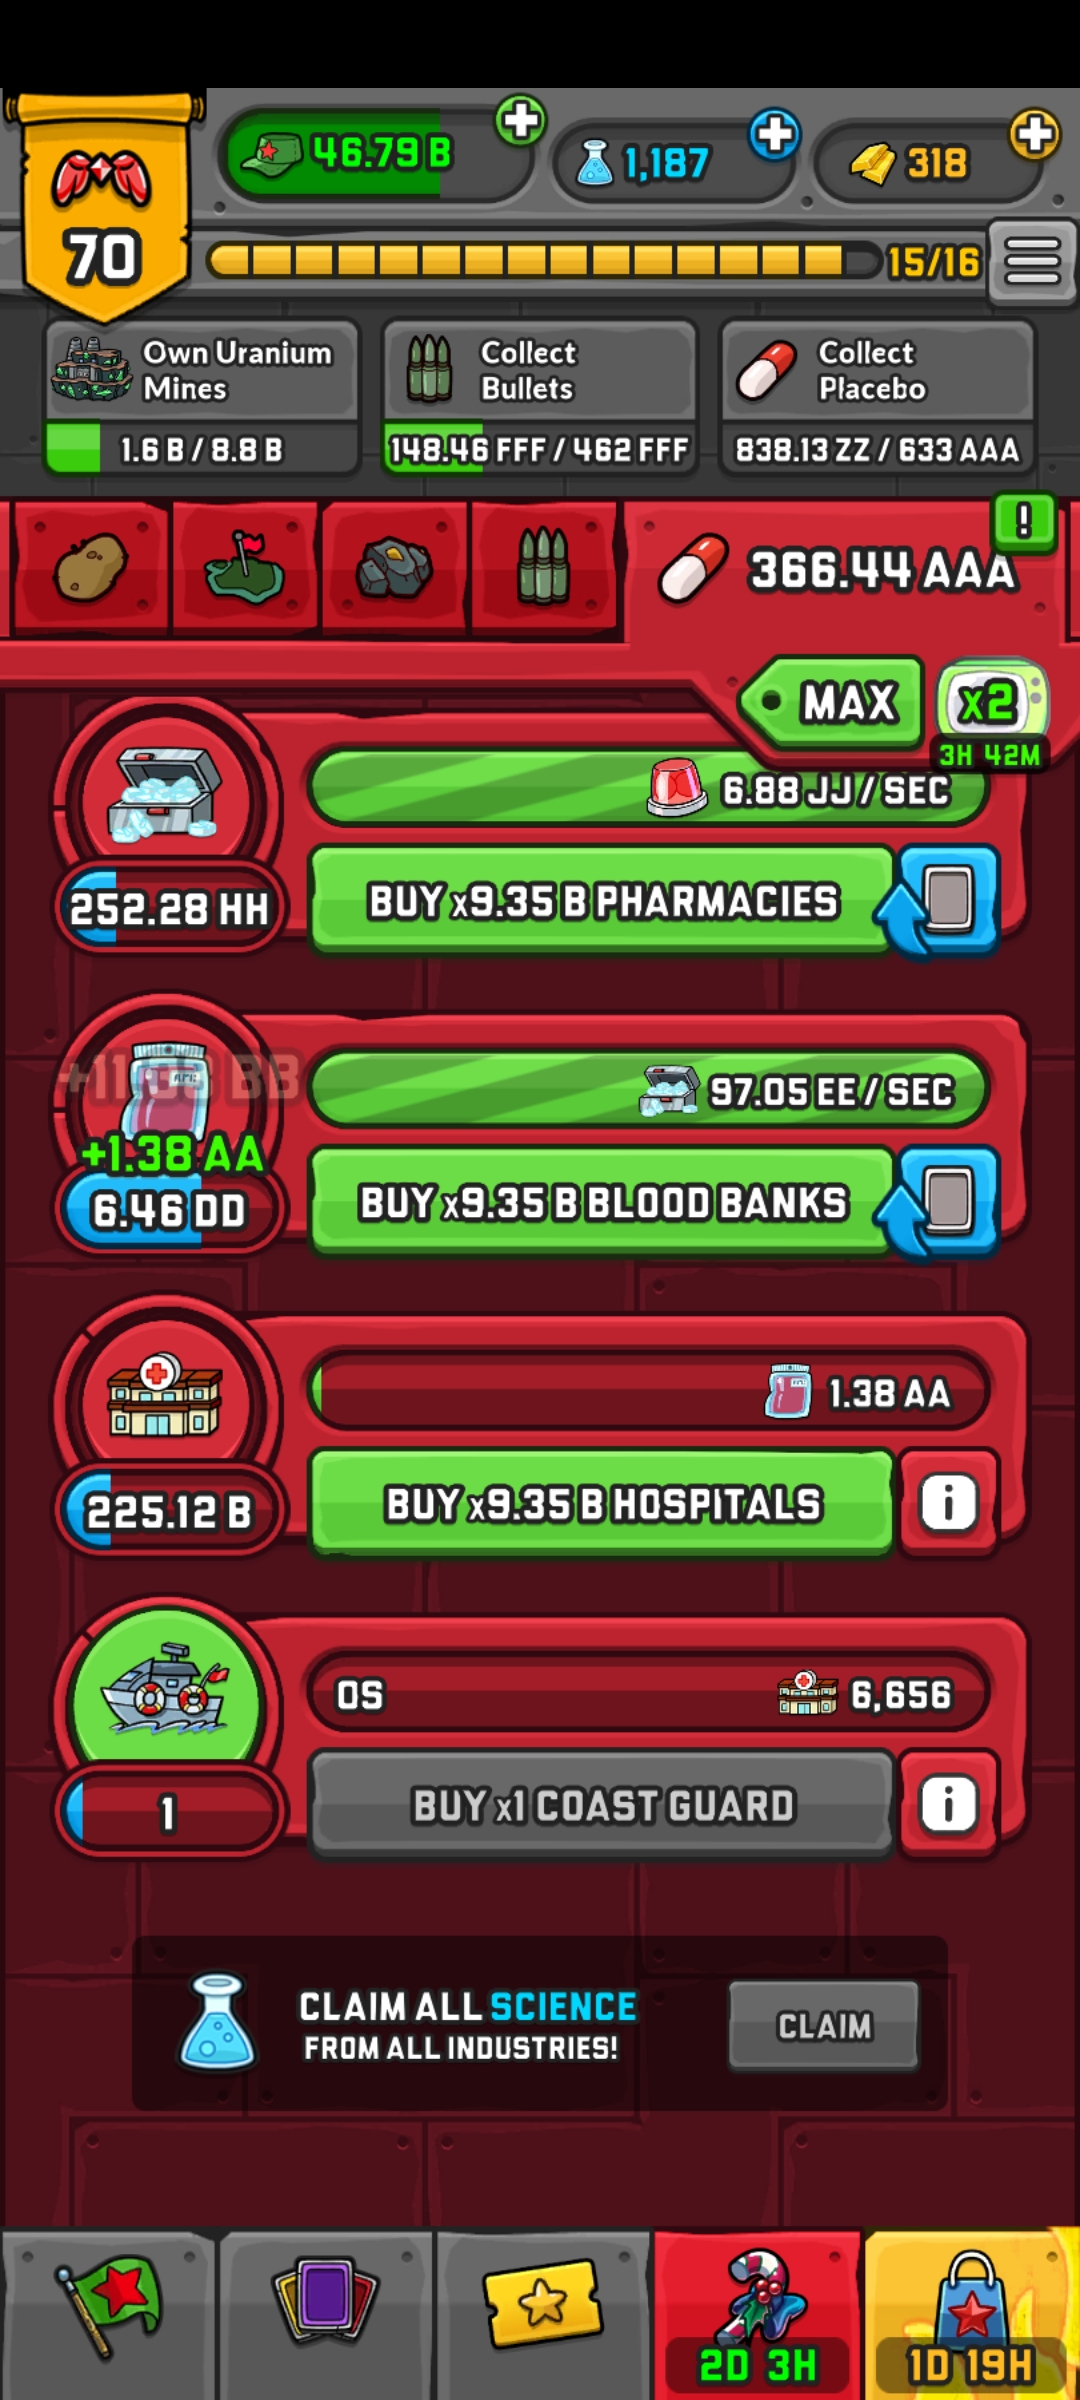 46.79 B
1,187
318
70
15/16
Own Uranium
Mines
1.6 B / 8.8 B
Collect
Bullets
148.46 FFF / 462 FFF
Collect
Placebo
838.13 ZZ / 633 AAA
!
366.44 AAA
MAX
x2
3H 42M
6.88 JJ / SEC
252.28 HH
BUY x9.35 B PHARMACIES
97.05 EE / SEC
+1.38 AA
6.46 DD
BUY x9.35 B BLOOD BANKS
1.38 AA
225.12 B
BUY x9.35 B HOSPITALS
i
0S
6,656
1
BUY x1 COAST GUARD
i
CLAIM ALL SCIENCE
FROM ALL INDUSTRIES!
CLAIM
2D 3H
1D 19H